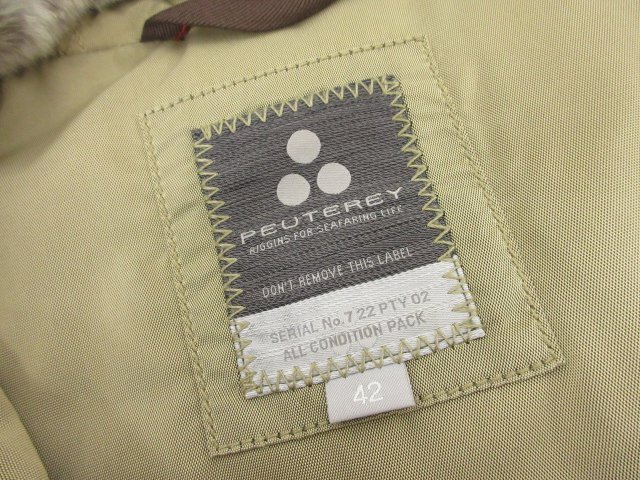 PEUTEREY
RIGGINS FOR SEAFARING LIFE
DON'T REMOVE THIS LABEL
SERIAL No.7 22 PTY 02
ALL CONDITION PACK
42